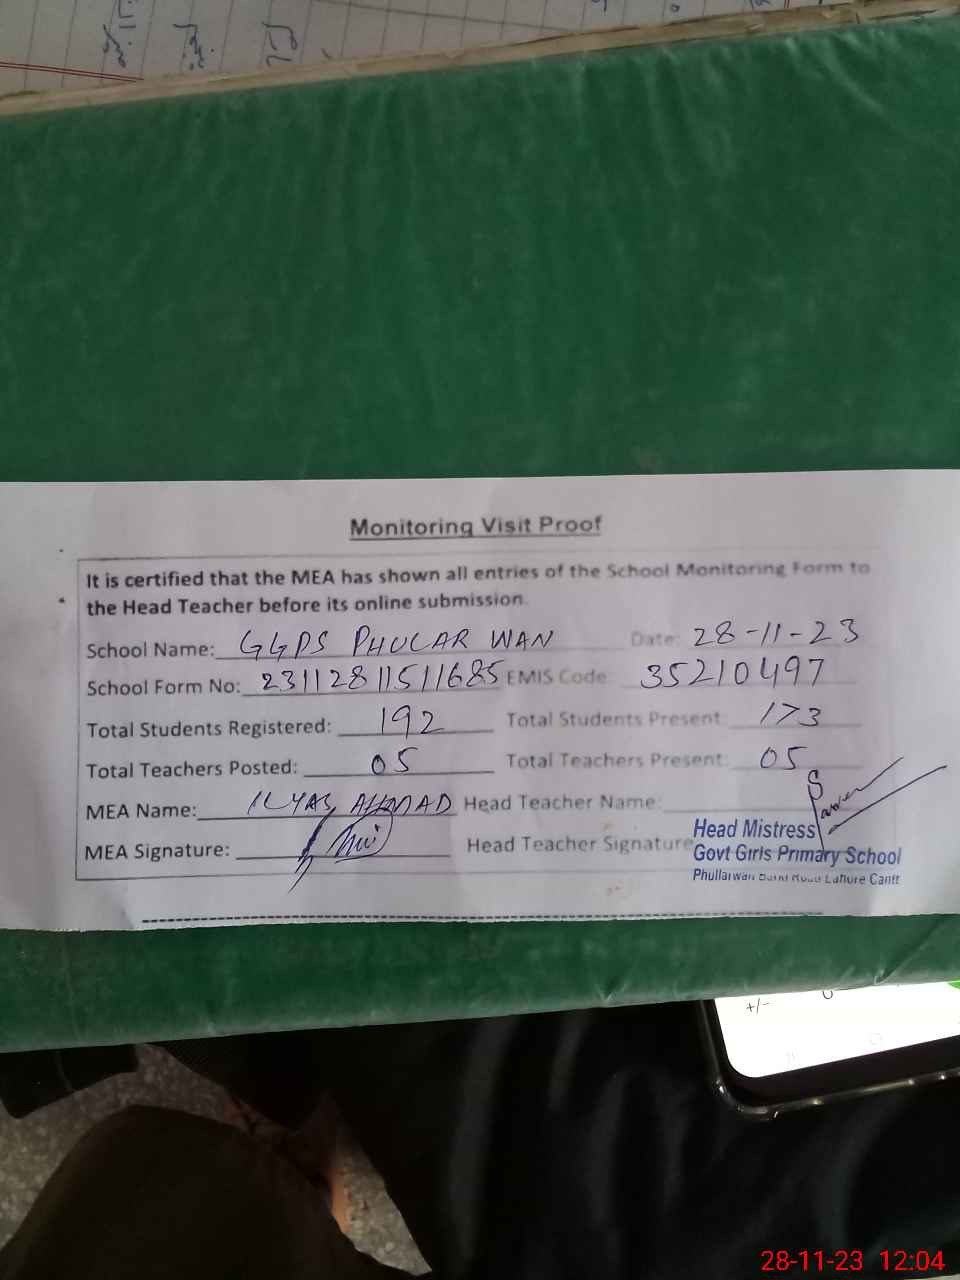 Monitoring Visit Proof
It is certified that the MEA has shown all entries of the School Monitoring Form to
the Head Teacher before its online submission.
School Name: GGPS PHULAR WAN Date: 28-11-23
School Form No: 23112811511685 EMIS Code 35210497
Total Students Registered: 192 Total Students Present 173
Total Teachers Posted: 05 Total Teachers Present: 05
MEA Name: ILYAS AHMAD Head Teacher Name:
MEA Signature: Head Teacher Signature
Head Mistress
Govt Girls Primary School
Phullarwan Road Lahore Cantt
+/-
28-11-23 12:04